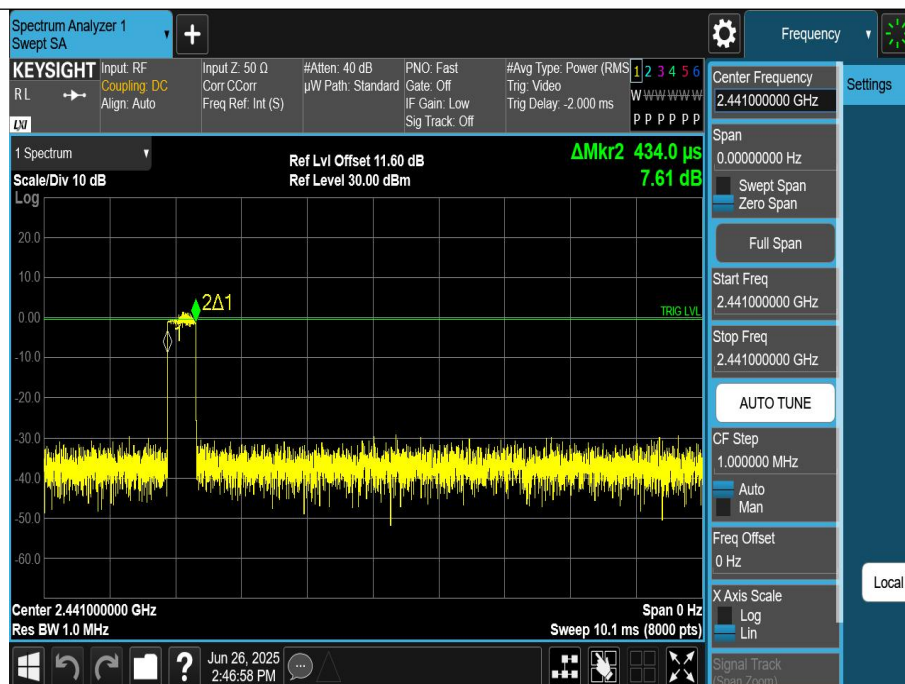 Spectrum Analyzer 1
Swept SA
Frequency
KEYSIGHT
RL
LXI
Input: RF
Coupling: DC
Align: Auto
Input Z: 50 Ω
Corr CCorr
Freq Ref: Int (S)
#Atten: 40 dB
µW Path: Standard
PNO: Fast
Gate: Off
IF Gain: Low
Sig Track: Off
#Avg Type: Power (RMS
Trig: Video
Trig Delay: -2.000 ms
1 2 3 4 5 6
W W W W W W
P P P P P P
1 Spectrum
Scale/Div 10 dB
Log
Ref Lvl Offset 11.60 dB
Ref Level 30.00 dBm
ΔMkr2 434.0 µs
7.61 dB
20.0
10.0
0.00
-10.0
-20.0
-30.0
-40.0
-50.0
-60.0
2Δ1
1
TRIG LVL
Center 2.441000000 GHz
Res BW 1.0 MHz
Span 0 Hz
Sweep 10.1 ms (8000 pts)
Center Frequency
2.441000000 GHz
Span
0.00000000 Hz
Swept Span
Zero Span
Full Span
Start Freq
2.441000000 GHz
Stop Freq
2.441000000 GHz
AUTO TUNE
CF Step
1.000000 MHz
Auto
Man
Freq Offset
0 Hz
X Axis Scale
Log
Lin
Signal Track
(Span Zoom)
Settings
Local
?
Jun 26, 2025
2:46:58 PM